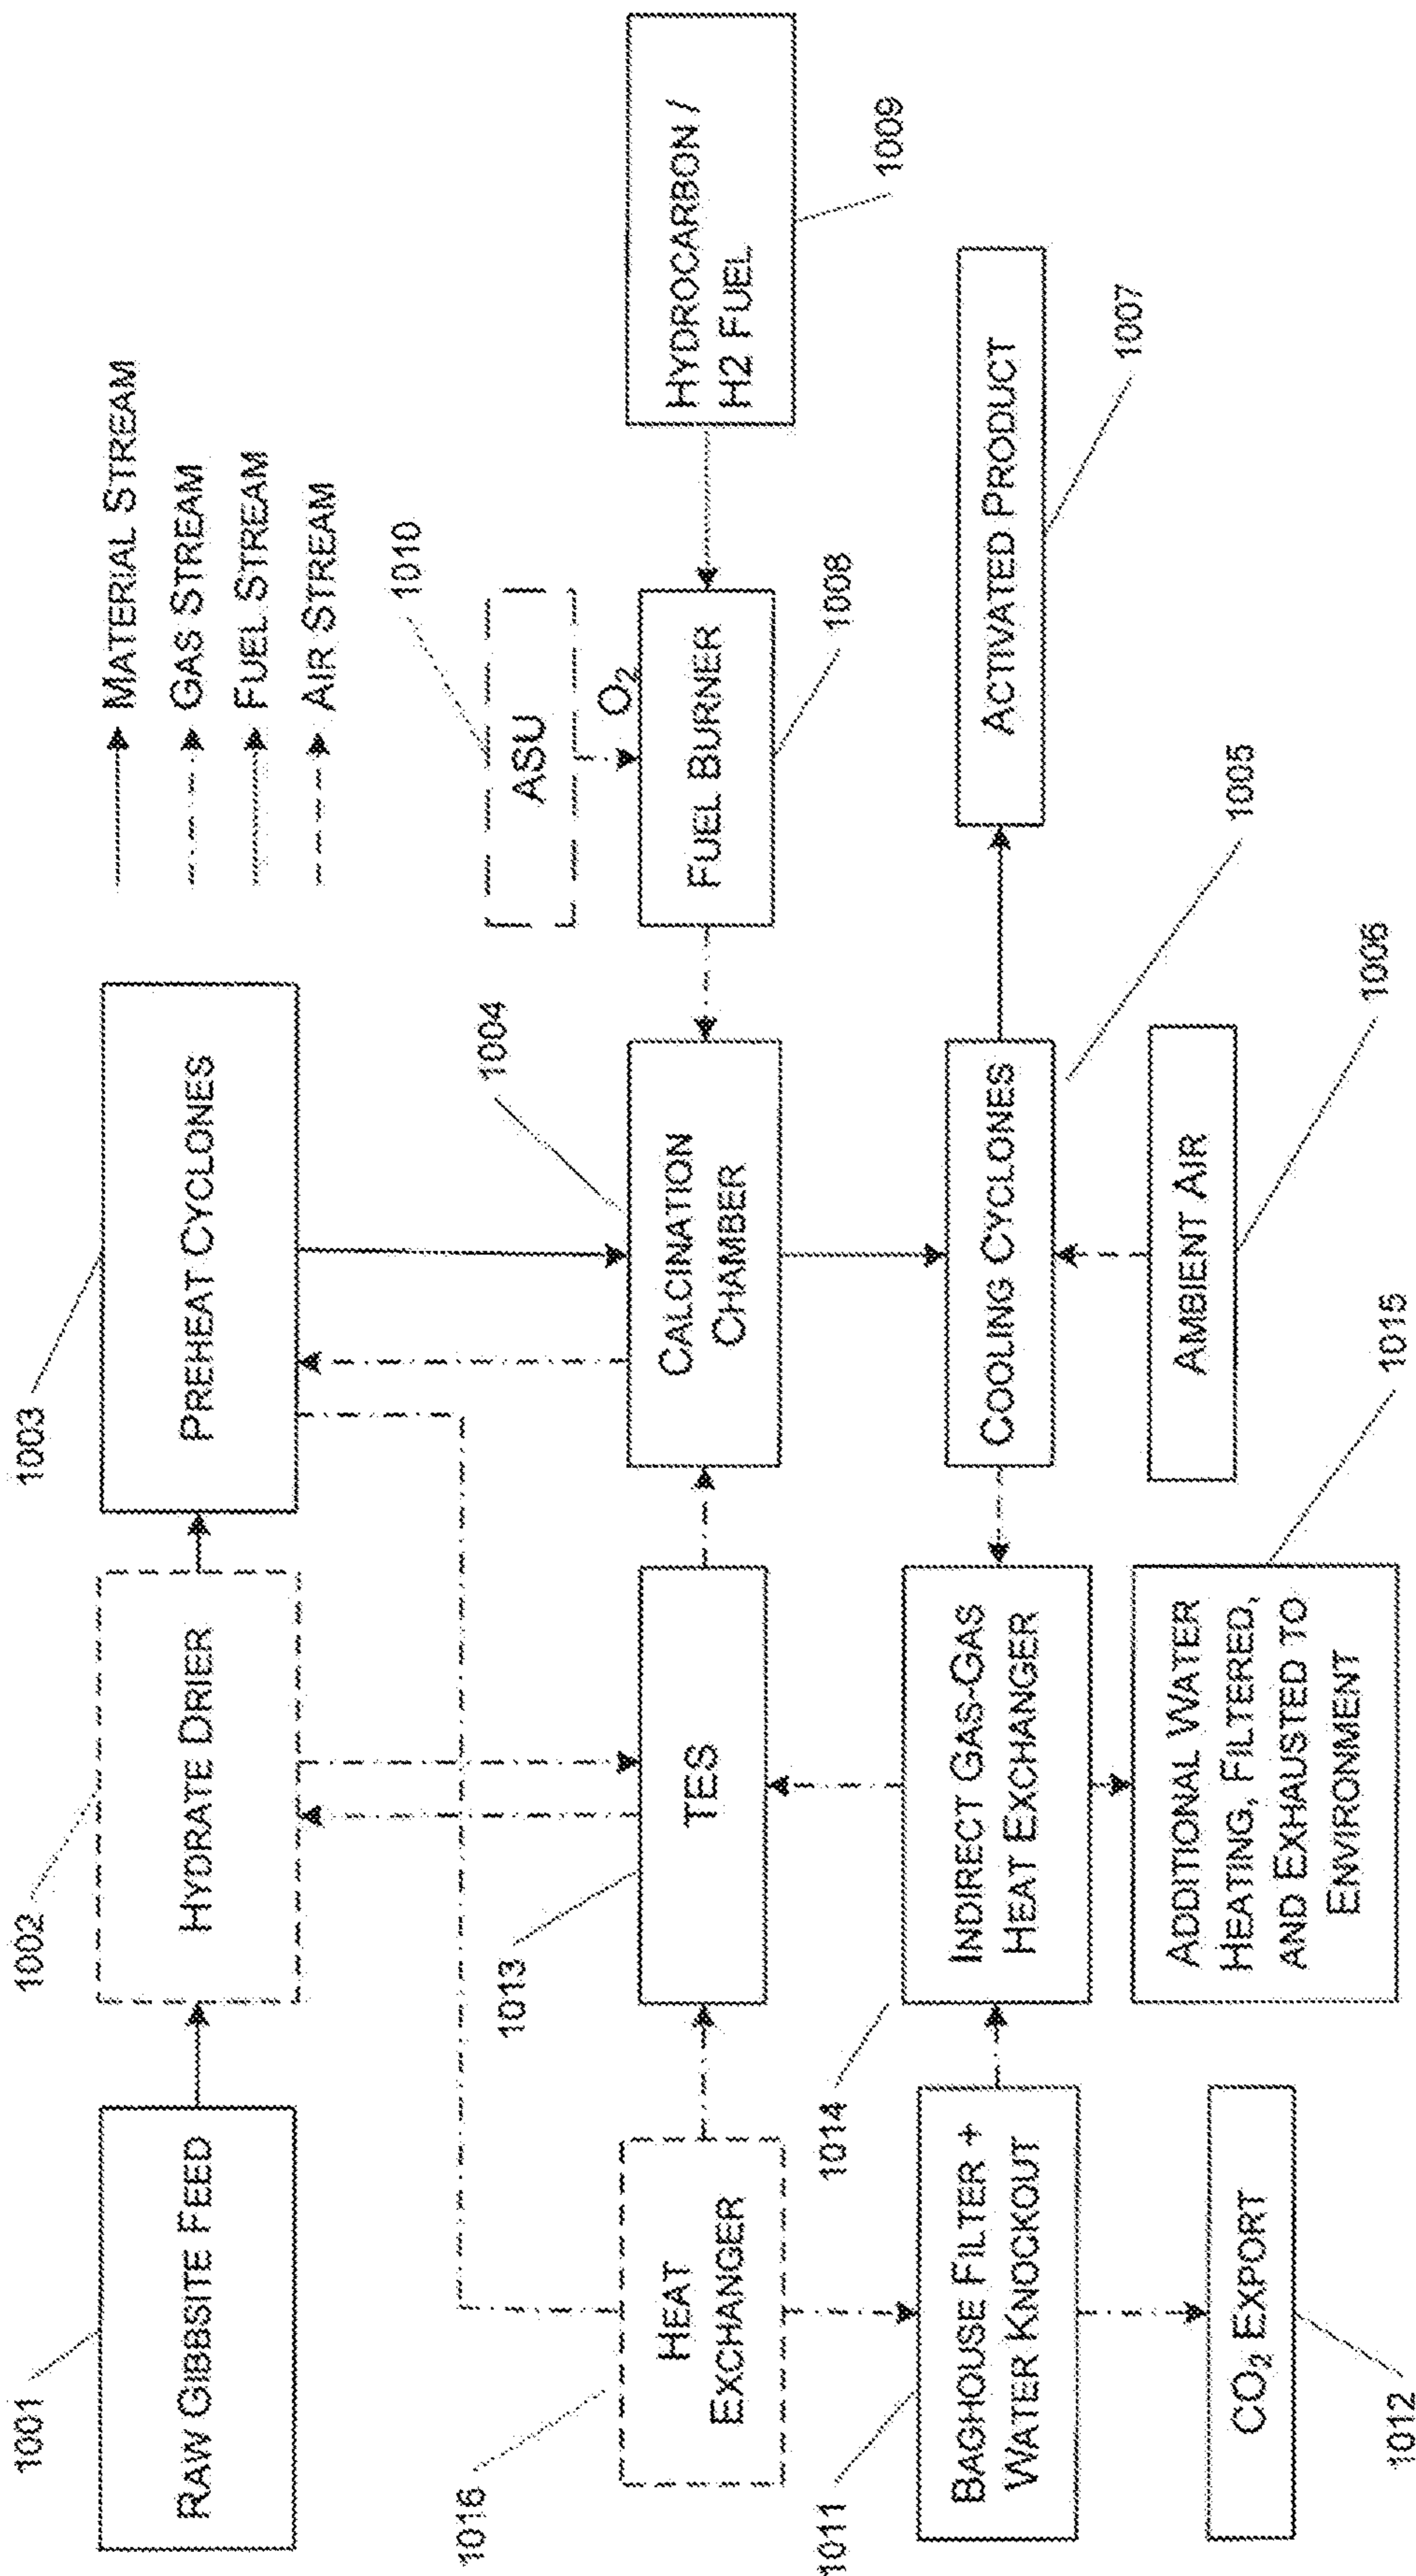 1001
RAW GIBBSITE FEED
1002
HYDRATE DRIER
1003
PREHEAT CYCLONES
MATERIAL STREAM
GAS STREAM
FUEL STREAM
AIR STREAM
1016
HEAT
EXCHANGER
1013
TES
1004
CALCINATION
CHAMBER
1010
ASU
O₂
FUEL BURNER
1008
HYDROCARBON /
H2 FUEL
1009
1011
BAGHOUSE FILTER +
WATER KNOCKOUT
1014
INDIRECT GAS-GAS
HEAT EXCHANGER
COOLING CYCLONES
1005
ACTIVATED PRODUCT
1007
CO₂ EXPORT
1012
ADDITIONAL WATER
HEATING, FILTERED,
AND EXHAUSTED TO
ENVIRONMENT
1015
AMBIENT AIR
1006